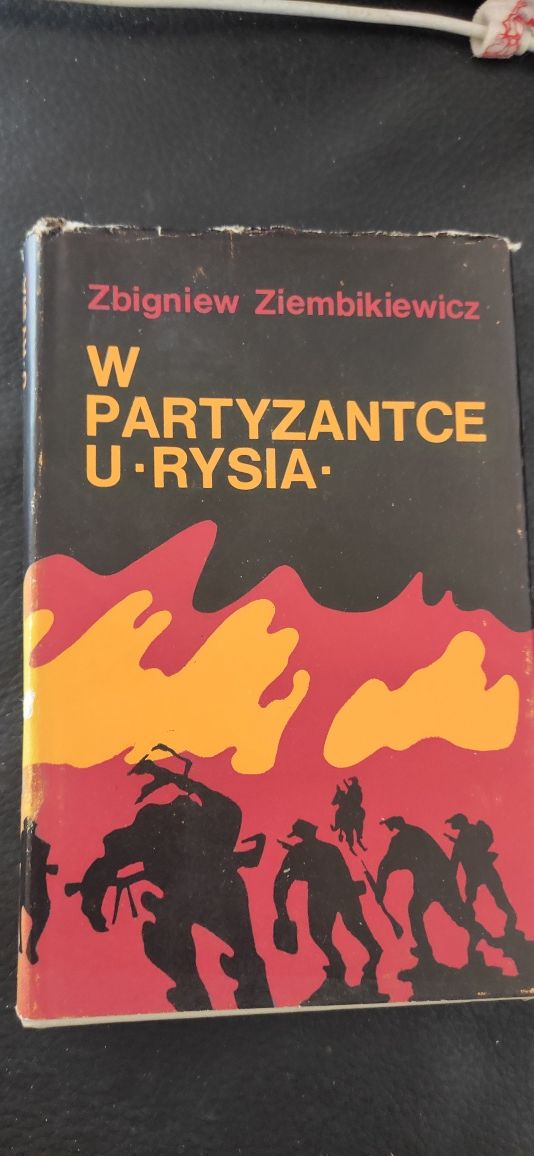 Zbigniew Ziembikiewicz
W
PARTYZANTCE
U·RYSIA·